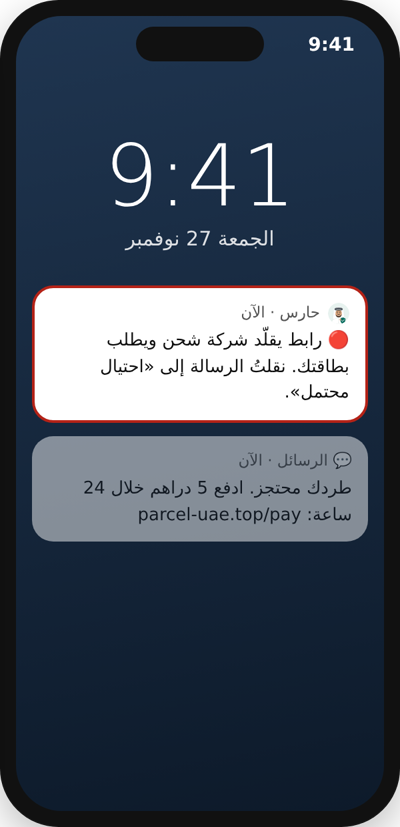 9:41
9:41
الجمعة 27 نوفمبر
حارس · الآن
🔴 رابط يقلّد شركة شحن ويطلب
بطاقتك. نقلتُ الرسالة إلى «احتيال
محتمل».
💬 الرسائل · الآن
طردك محتجز. ادفع 5 دراهم خلال 24
ساعة: parcel-uae.top/pay